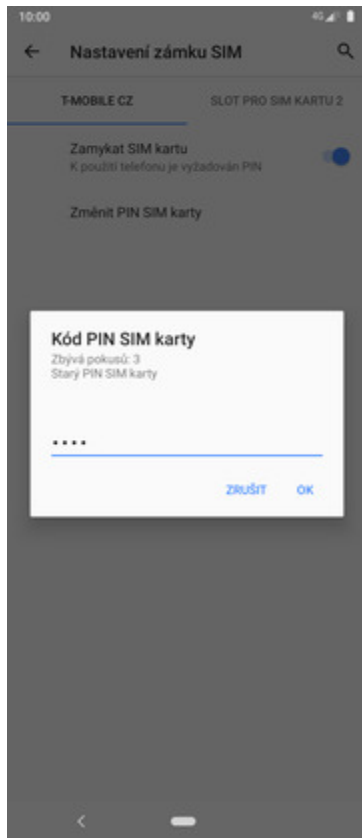 10:00
4G
Nastavení zámku SIM
T-MOBILE CZ
SLOT PRO SIM KARTU 2
Zamykat SIM kartu
K použití telefonu je vyžadován PIN
Změnit PIN SIM karty
Kód PIN SIM karty
Zbývá pokusů: 3
Starý PIN SIM karty
····
ZRUŠIT
OK